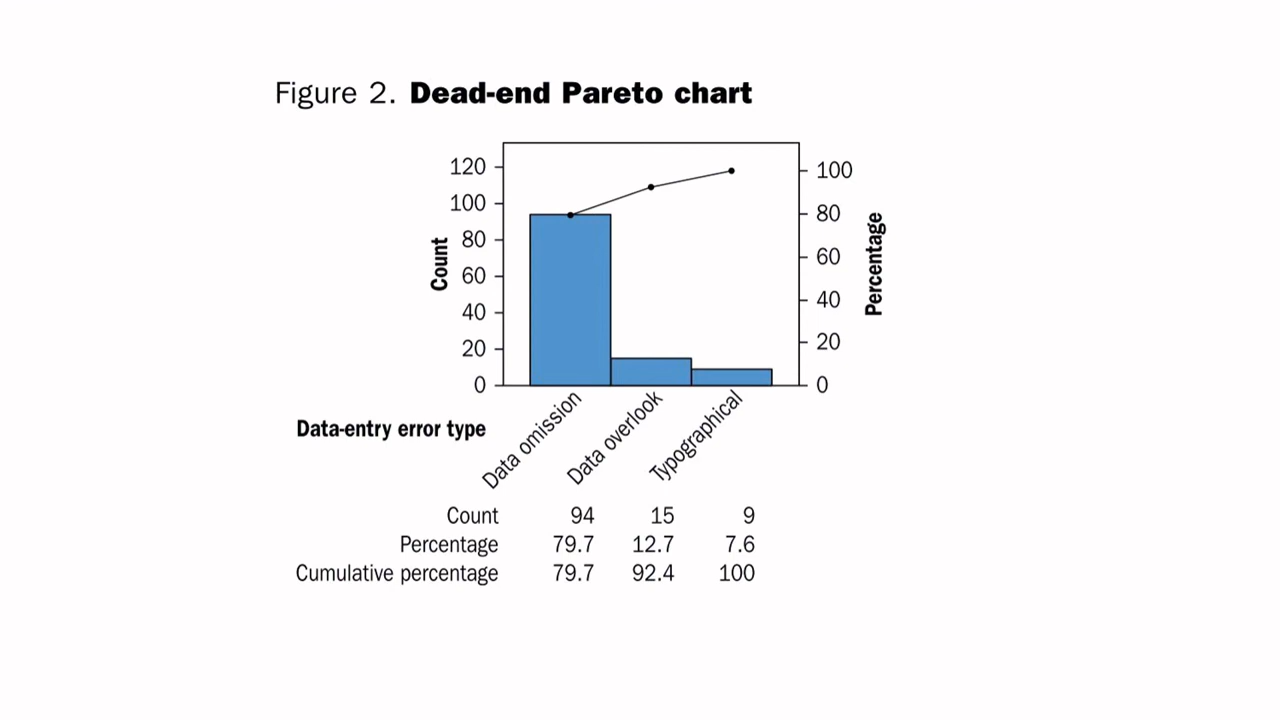 Figure 2. Dead-end Pareto chart
120
100
80
60
40
20
0
Count
100
80
60
40
20
0
Percentage
Data-entry error type
Data omission
Data overlook
Typographical
Count 94 15 9
Percentage 79.7 12.7 7.6
Cumulative percentage 79.7 92.4 100